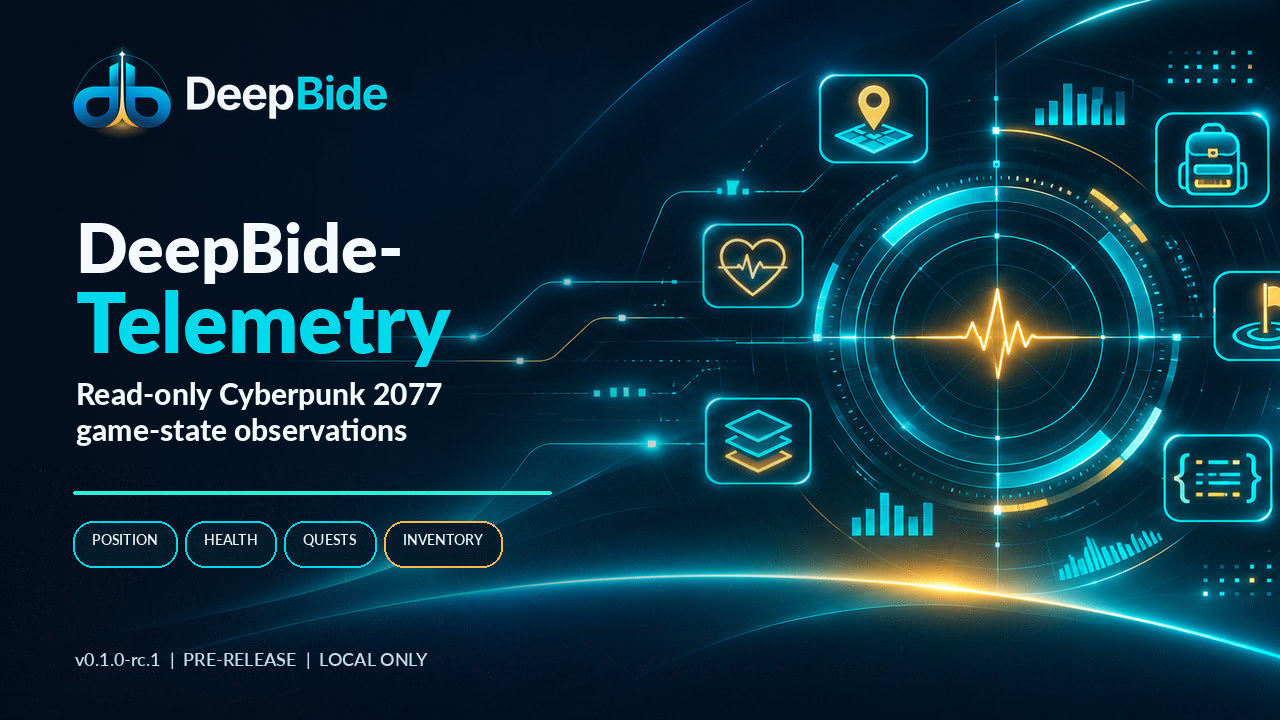 DeepBide
DeepBide-
Telemetry
Read-only Cyberpunk 2077
game-state observations
POSITION
HEALTH
QUESTS
INVENTORY
v0.1.0-rc.1 | PRE-RELEASE | LOCAL ONLY